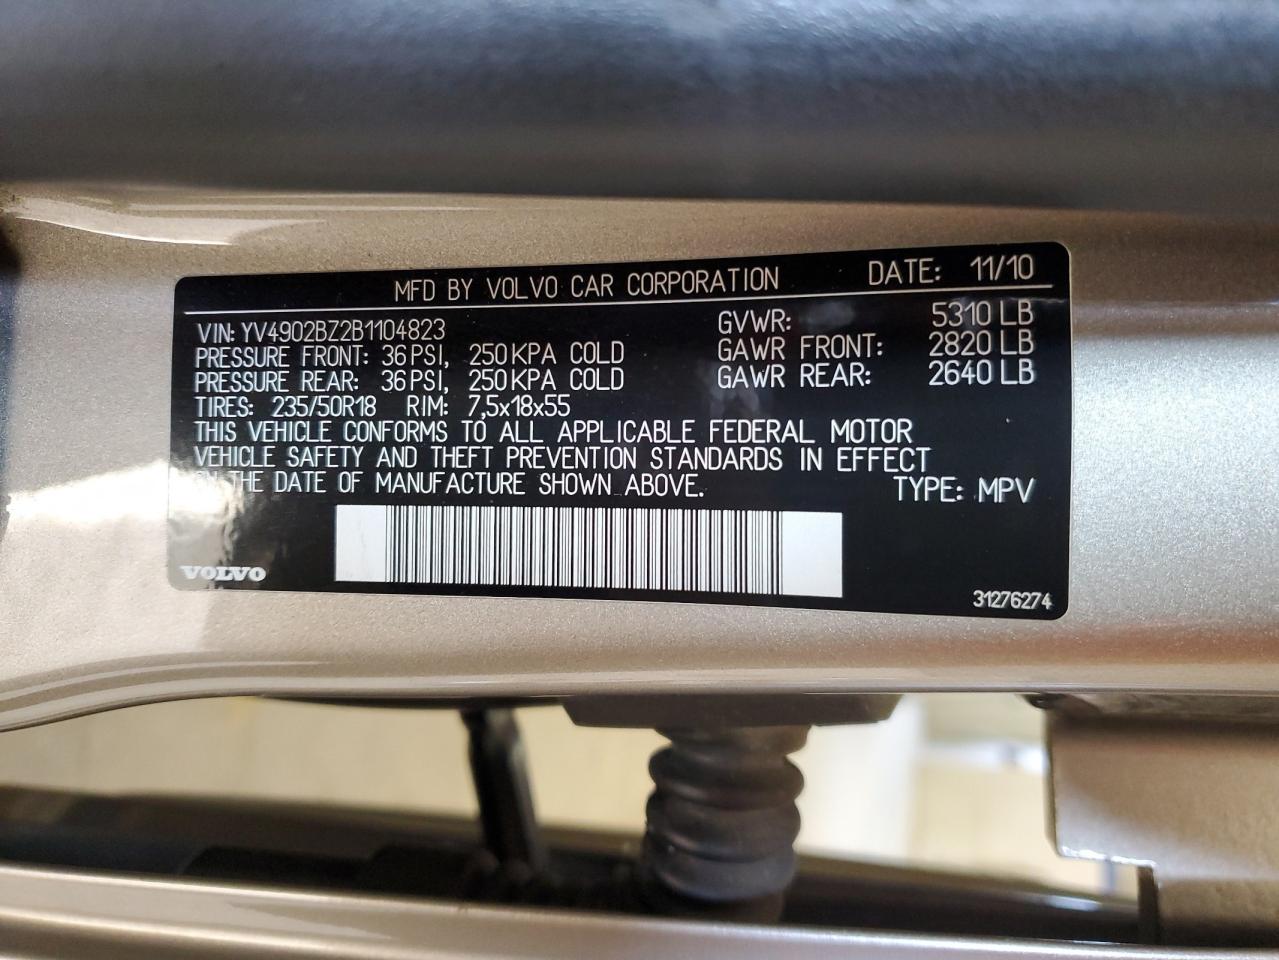 MFD BY VOLVO CAR CORPORATION DATE: 11/10
VIN: YV4902BZ2B1104823 GVWR: 5310 LB
PRESSURE FRONT: 36 PSI, 250 KPA COLD GAWR FRONT: 2820 LB
PRESSURE REAR: 36 PSI, 250 KPA COLD GAWR REAR: 2640 LB
TIRES: 235/50R18 RIM: 7,5x18x55
THIS VEHICLE CONFORMS TO ALL APPLICABLE FEDERAL MOTOR
VEHICLE SAFETY AND THEFT PREVENTION STANDARDS IN EFFECT
ON THE DATE OF MANUFACTURE SHOWN ABOVE. TYPE: MPV
VOLVO
31276274